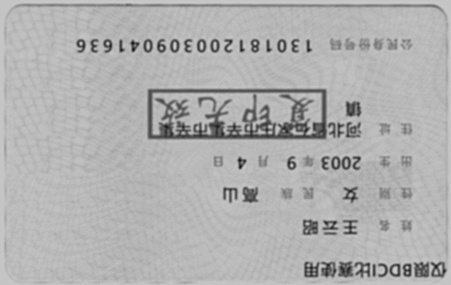 仅限BDCI比赛使用
姓名 王云昭
性别 女 民族 高山
出生 2003 年 9 月 4 日
住址 河北省石家庄市辛集市辛集
镇
复印无效
公民身份号码 130181200309041636